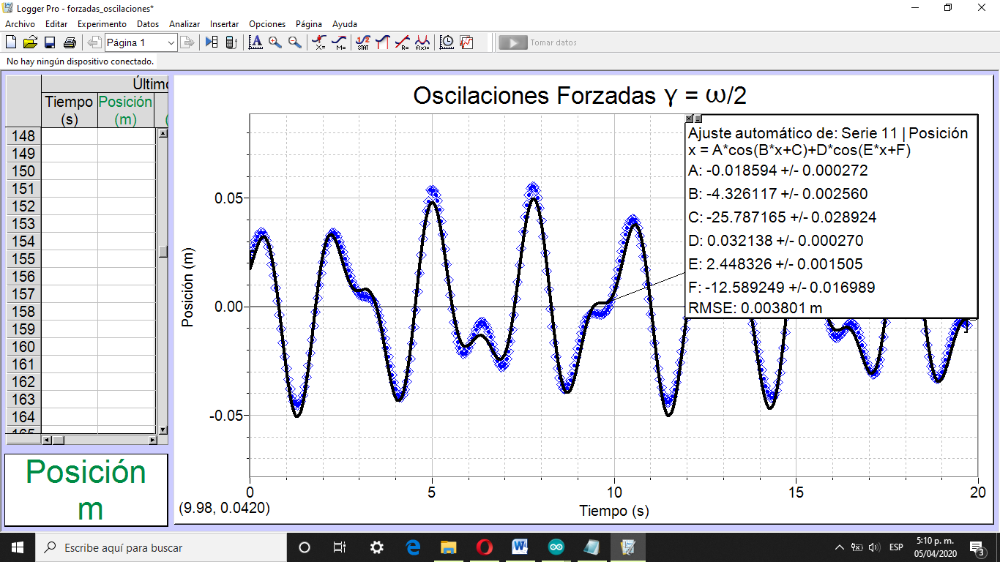 Logger Pro - forzadas_oscilaciones*
Archivo Editar Experimento Datos Analizar Insertar Opciones Página Ayuda
Página 1
Tomar datos
No hay ningún dispositivo conectado.
Último
Tiempo Posición
(s) (m) (
148
149
150
151
152
153
154
155
156
157
158
159
160
161
162
163
164
165
Posición
m
Oscilaciones Forzadas γ = ω/2
Ajuste automático de: Serie 11 | Posición
x = A*cos(B*x+C)+D*cos(E*x+F)
A: -0.018594 +/- 0.000272
B: -4.326117 +/- 0.002560
C: -25.787165 +/- 0.028924
D: 0.032138 +/- 0.000270
E: 2.448326 +/- 0.001505
F: -12.589249 +/- 0.016989
RMSE: 0.003801 m
0.05
0.00
-0.05
Posición (m)
0 5 10 15 20
(9.98, 0.0420)
Tiempo (s)
Escribe aquí para buscar
ESP
5:10 p. m.
05/04/2020
3